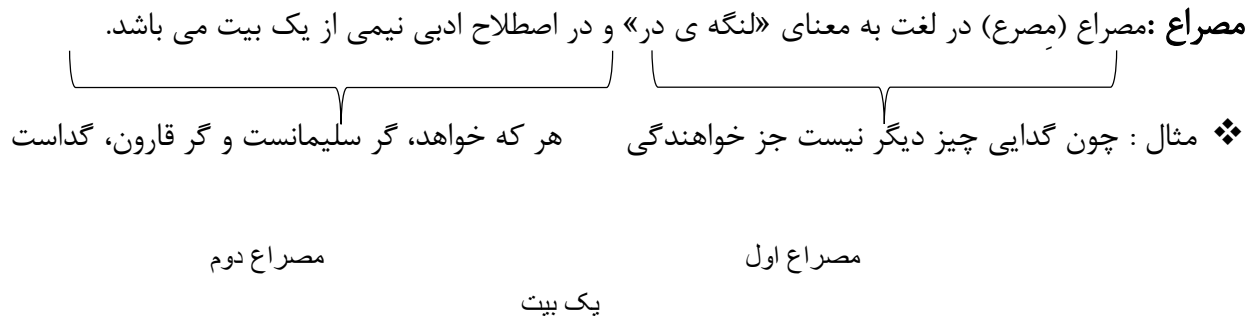 مصراع :مصراع (مِصرع) در لغت به معنای «لنگه ی در» و در اصطلاح ادبی نیمی از یک بیت می باشد.
❖ مثال : چون گدایی چیز دیگر نیست جز خواهندگی هر که خواهد، گر سلیمانست و گر قارون، گداست
مصراع اول مصراع دوم
یک بیت